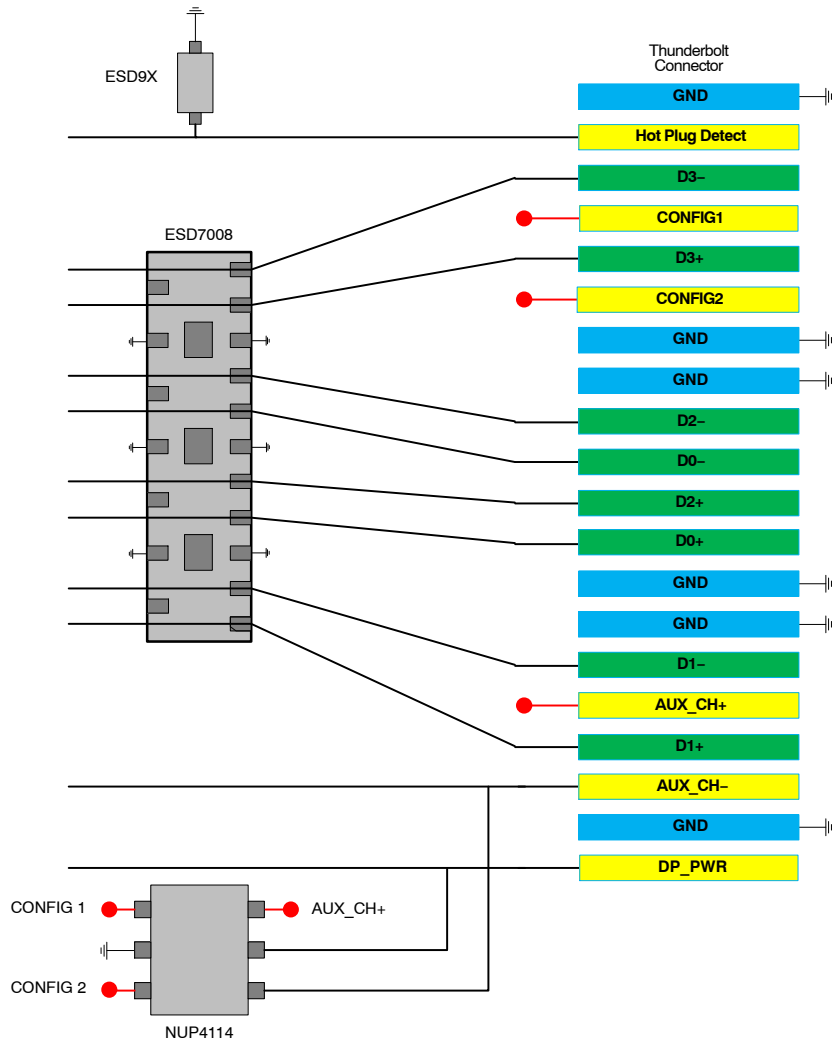 Thunderbolt
Connector
ESD9X
GND
Hot Plug Detect
D3−
CONFIG1
ESD7008
D3+
CONFIG2
GND
GND
D2−
D0−
D2+
D0+
GND
GND
D1−
AUX_CH+
D1+
AUX_CH−
GND
DP_PWR
CONFIG 1
AUX_CH+
CONFIG 2
NUP4114